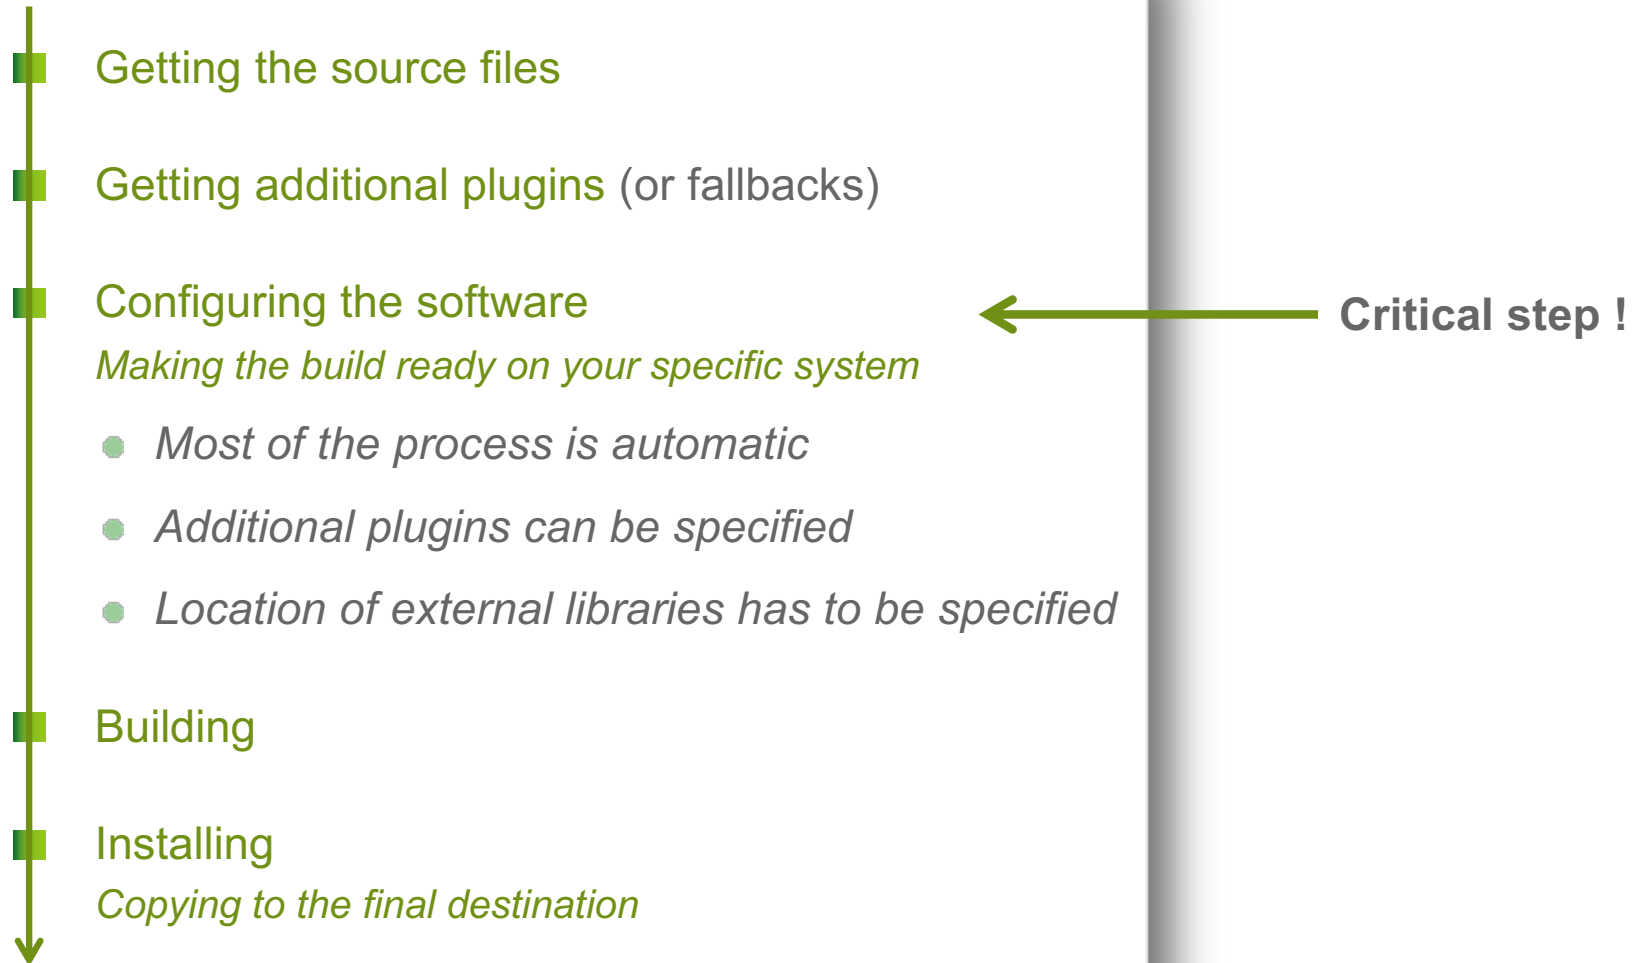 Getting the source files
Getting additional plugins (or fallbacks)
Configuring the software
Critical step !
Making the build ready on your specific system
Most of the process is automatic
Additional plugins can be specified
Location of external libraries has to be specified
Building
Installing
Copying to the final destination